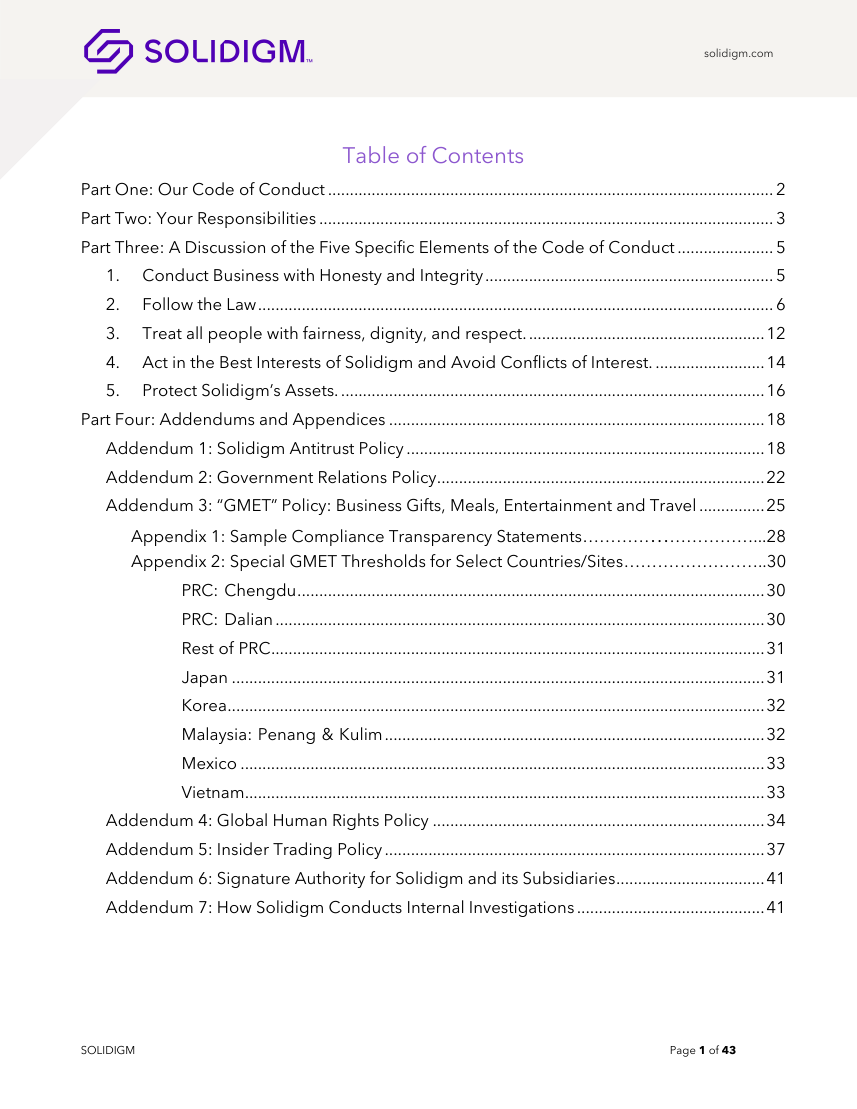 SOLIDIGM™
solidigm.com
Table of Contents
Part One: Our Code of Conduct ........................................................................................................ 2
Part Two: Your Responsibilities .......................................................................................................... 3
Part Three: A Discussion of the Five Specific Elements of the Code of Conduct ...................... 5
1. Conduct Business with Honesty and Integrity .................................................................. 5
2. Follow the Law ...................................................................................................................... 6
3. Treat all people with fairness, dignity, and respect. ...................................................... 12
4. Act in the Best Interests of Solidigm and Avoid Conflicts of Interest. ......................... 14
5. Protect Solidigm's Assets. .................................................................................................. 16
Part Four: Addendums and Appendices ...................................................................................... 18
Addendum 1: Solidigm Antitrust Policy ................................................................................... 18
Addendum 2: Government Relations Policy........................................................................... 22
Addendum 3: “GMET” Policy: Business Gifts, Meals, Entertainment and Travel ............... 25
Appendix 1: Sample Compliance Transparency Statements…………………………...28
Appendix 2: Special GMET Thresholds for Select Countries/Sites……………………..30
PRC: Chengdu............................................................................................................ 30
PRC: Dalian ................................................................................................................. 30
Rest of PRC.................................................................................................................. 31
Japan ........................................................................................................................... 31
Korea............................................................................................................................ 32
Malaysia: Penang & Kulim ........................................................................................ 32
Mexico ......................................................................................................................... 33
Vietnam........................................................................................................................ 33
Addendum 4: Global Human Rights Policy ............................................................................. 34
Addendum 5: Insider Trading Policy ........................................................................................ 37
Addendum 6: Signature Authority for Solidigm and its Subsidiaries.................................. 41
Addendum 7: How Solidigm Conducts Internal Investigations ........................................... 41
SOLIDIGM
Page 1 of 43